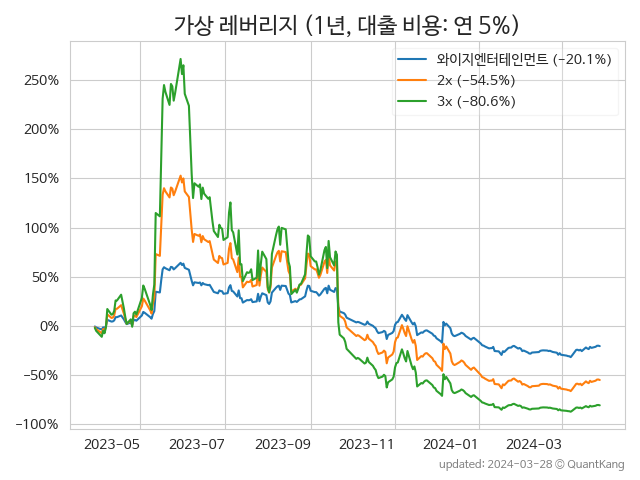 가상 레버리지 (1년, 대출 비용: 연 5%)
와이지엔터테인먼트 (−20.1%)
2x (−54.5%)
3x (−80.6%)
250%
200%
150%
100%
50%
0%
−50%
−100%
2023-05 2023-07 2023-09 2023-11 2024-01 2024-03
updated: 2024-03-28 © QuantKang